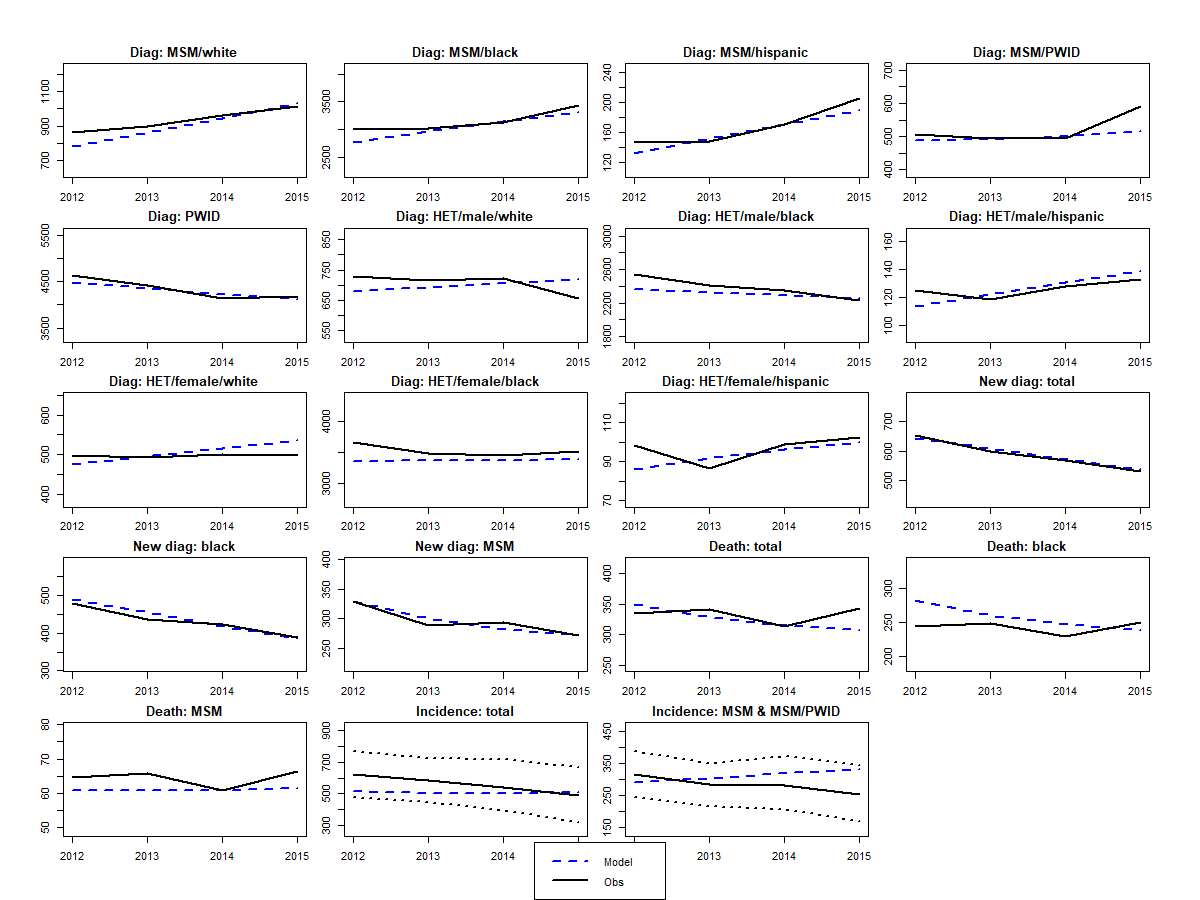 Diag: MSM/white
Diag: MSM/black
Diag: MSM/hispanic
Diag: MSM/PWID
700 900 1100
2500 3500
120 160 200 240
400 500 600 700
2012 2013 2014 2015
2012 2013 2014 2015
2012 2013 2014 2015
2012 2013 2014 2015
Diag: PWID
Diag: HET/male/white
Diag: HET/male/black
Diag: HET/male/hispanic
3500 4500 5500
550 650 750 850
1800 2200 2600 3000
100 120 140 160
2012 2013 2014 2015
2012 2013 2014 2015
2012 2013 2014 2015
2012 2013 2014 2015
Diag: HET/female/white
Diag: HET/female/black
Diag: HET/female/hispanic
New diag: total
400 500 600
3000 4000
70 90 110
500 600 700
2012 2013 2014 2015
2012 2013 2014 2015
2012 2013 2014 2015
2012 2013 2014 2015
New diag: black
New diag: MSM
Death: total
Death: black
300 400 500
250 300 350 400
250 300 350 400
200 250 300
2012 2013 2014 2015
2012 2013 2014 2015
2012 2013 2014 2015
2012 2013 2014 2015
Death: MSM
Incidence: total
Incidence: MSM & MSM/PWID
50 60 70 80
300 500 700 900
150 250 350 450
2012 2013 2014 2015
2012 2013 2014 2015
2013 2014 2015
Model
Obs